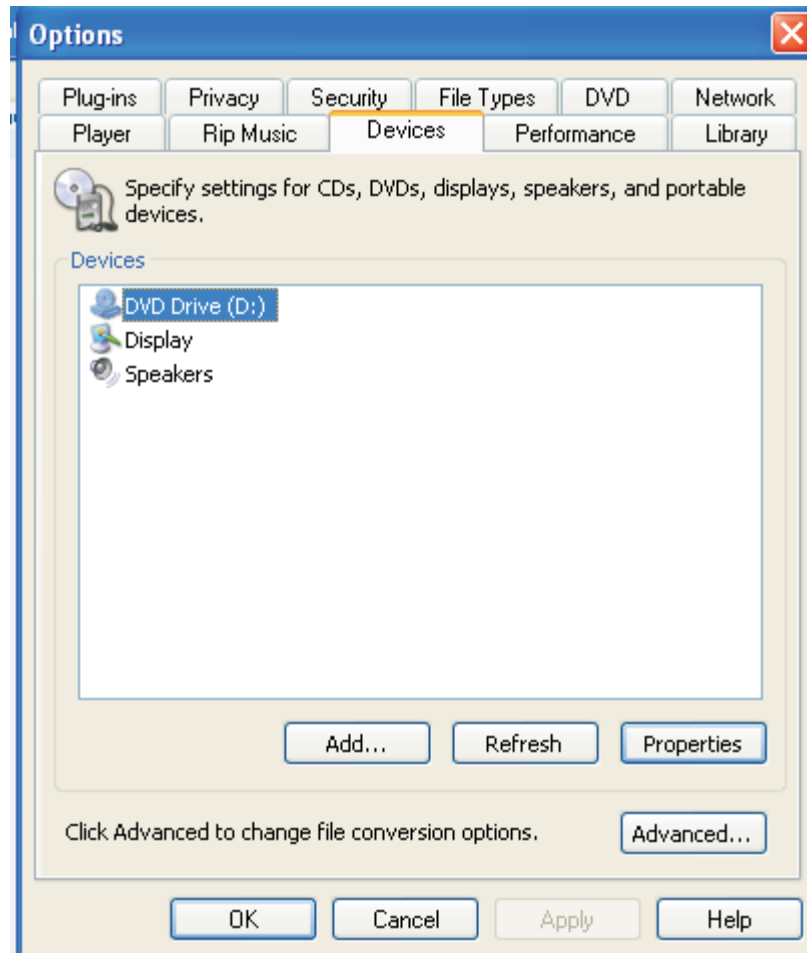 Options
Plug-ins Privacy Security File Types DVD Network
Player Rip Music Devices Performance Library
Specify settings for CDs, DVDs, displays, speakers, and portable
devices.
Devices
DVD Drive (D:)
Display
Speakers
Add... Refresh Properties
Click Advanced to change file conversion options. Advanced...
OK Cancel Apply Help